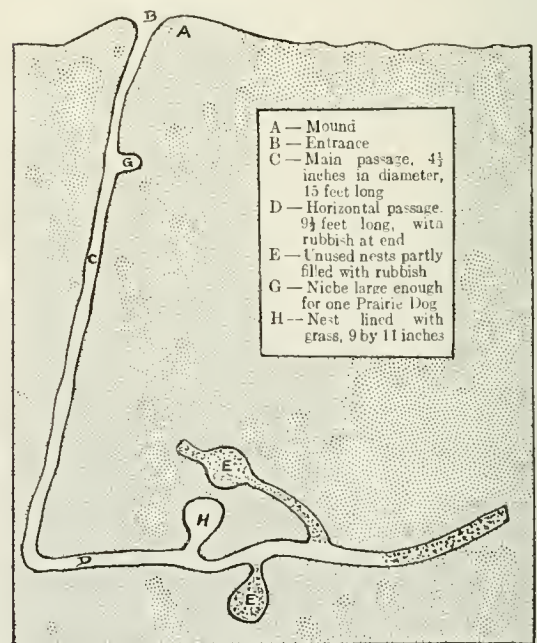 B
A
A — Mound
B — Entrance
C — Main passage, 4½
inches in diameter,
15 feet long
D — Horizontal passage.
9½ feet long, with
rubbish at end
E — Unused nests partly
filled with rubbish
G — Niche large enough
for one Prairie Dog
H — Nest lined with
grass, 9 by 11 inches
G
C
E
H
D
E